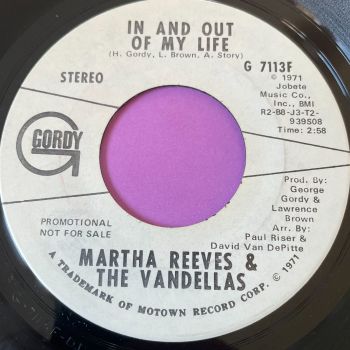 IN AND OUT
OF MY LIFE
(H. Gordy, L. Brown, A. Story)
STEREO
G 7113F
© 1971
Jobete
Music Co.,
Inc., BMI
R2-B8-J3-T2-
939S08
Time: 2:58
GORDY
Prod. By:
George
Gordy &
Lawrence
Brown
Arr. By:
Paul Riser &
David Van DePitte
PROMOTIONAL
NOT FOR SALE
MARTHA REEVES &
THE VANDELLAS
A TRADEMARK OF MOTOWN RECORD CORP. ℗ 1971